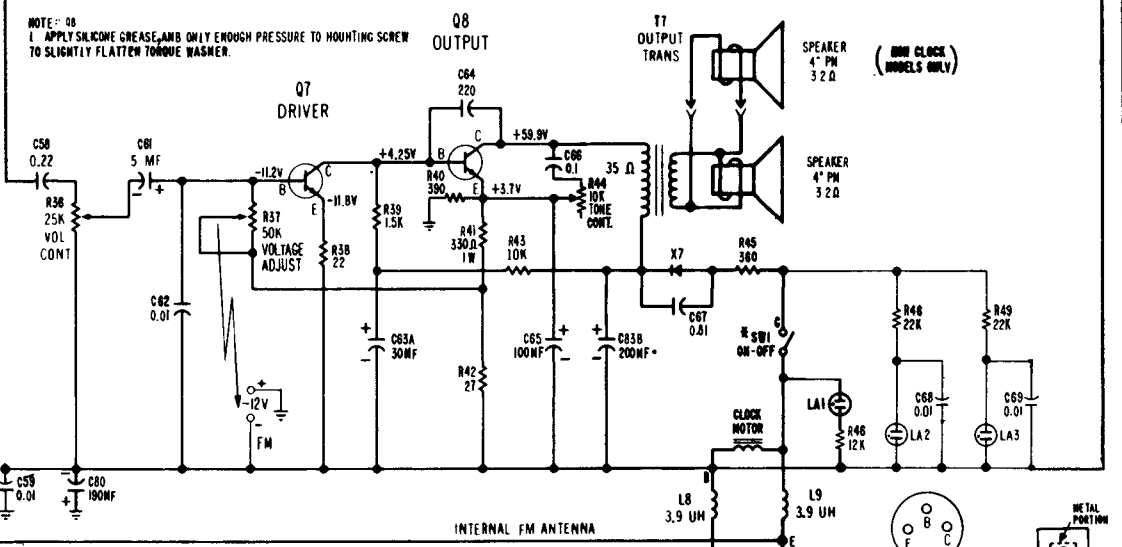 NOTE: Q8
1 APPLY SILICONE GREASE, AND ONLY ENOUGH PRESSURE TO MOUNTING SCREW
TO SLIGHTLY FLATTEN TORQUE WASHER.
Q8
OUTPUT
T7
OUTPUT
TRANS
SPEAKER
4" PM
3.2Ω
(NON CLOCK
MODELS ONLY)
Q7
DRIVER
C64
220
C58
0.22
C61
5 MF
- +
-11.2V
B
C
E
-11.8V
+4.25V
B
C
E
+59.9V
+3.7V
C66
0.1
35 Ω
SPEAKER
4" PM
3.2Ω
R36
25K
VOL
CONT
R37
50K
VOLTAGE
ADJUST
R38
22
R39
1.5K
R40
390
R41
330Ω
1W
R43
10K
R44
10K
TONE
CONT.
X7
R45
360
C67
0.01
C62
0.01
+
C63A
30MF
-
R42
27
+
C65
100MF
-
+
C83B
200MF
-
G
* SW1
ON-OFF
R48
22K
R49
22K
+
-12V
-
FM
CLOCK
MOTOR
LA1
R46
12K
LA2
C68
0.01
LA3
C69
0.01
C59
0.01
-
C80
190MF
+
D
L8
3.9 UH
L9
3.9 UH
E
INTERNAL FM ANTENNA
B
E
C
METAL
PORTION